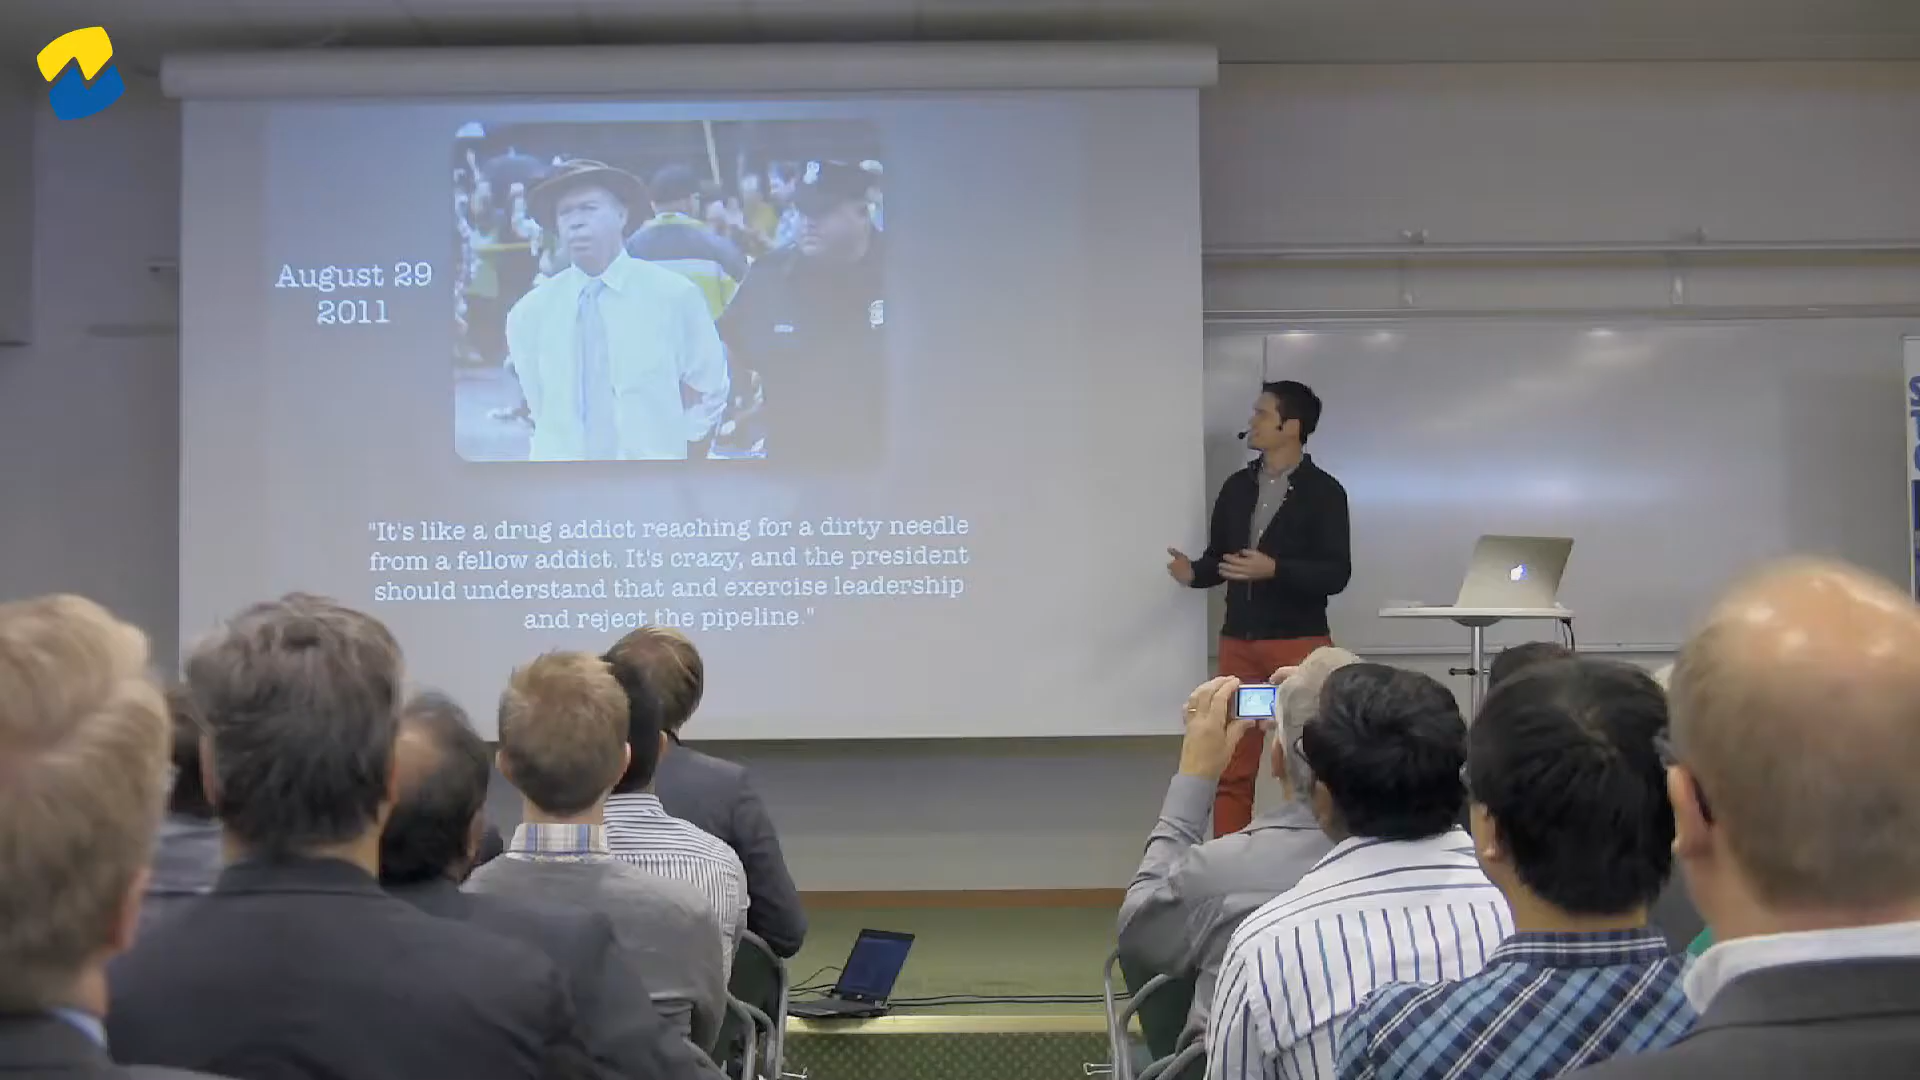 August 29
2011
"It's like a drug addict reaching for a dirty needle
from a fellow addict. It's crazy, and the president
should understand that and exercise leadership
and reject the pipeline."